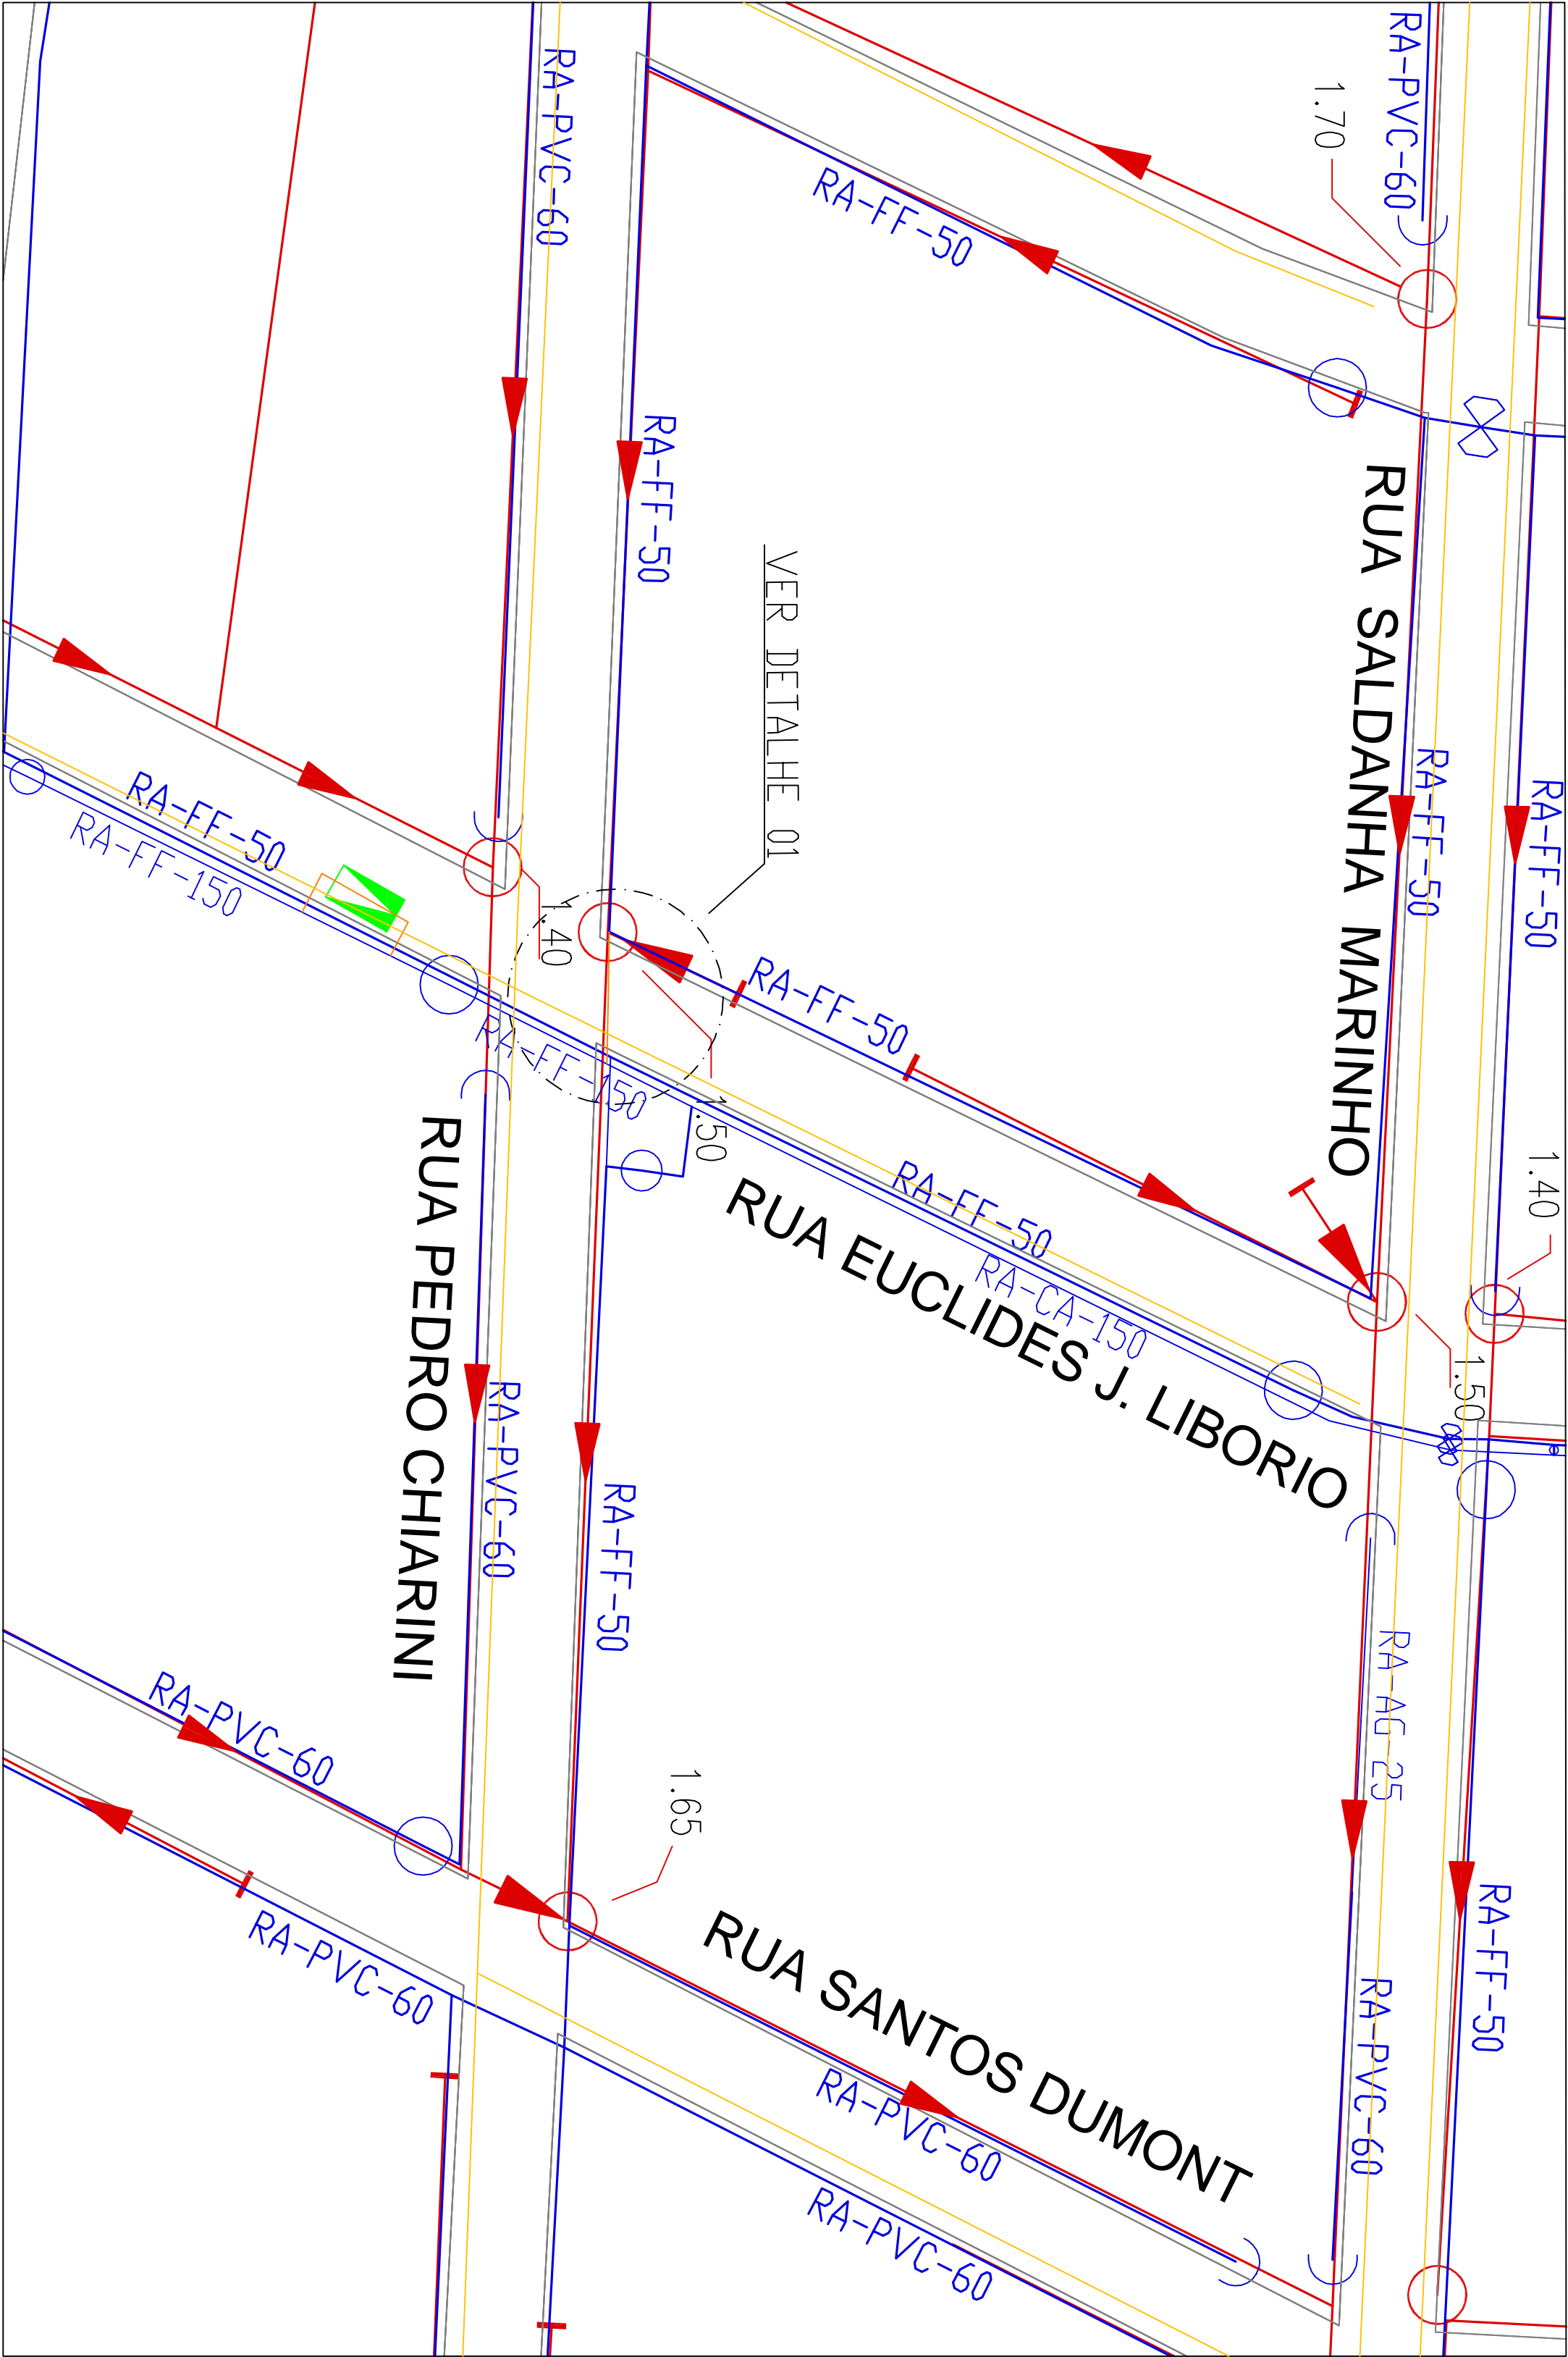 RA-PVC-60
RA-PVC-60
1.70
RA-FF-50
RA-FF-50
RUA SALDANHA MARINHO
VER DETALHE 01
RA-FF-50
RA-FF-50
RA-FF-50
RA-FF-150
1.40
RA-FF-50
RA-FF-150
1.50
1.40
RA-FF-50
RA-CA-150
RUA EUCLIDES J. LIBORIO
1.50
RUA PEDRO CHIARINI
RA-PVC-60
RA-FF-50
RA-AG-25
RA-PVC-60
1.65
RA-FF-50
RA-PVC-60
RUA SANTOS DUMONT
RA-PVC-60
RA-PVC-60
RA-PVC-60